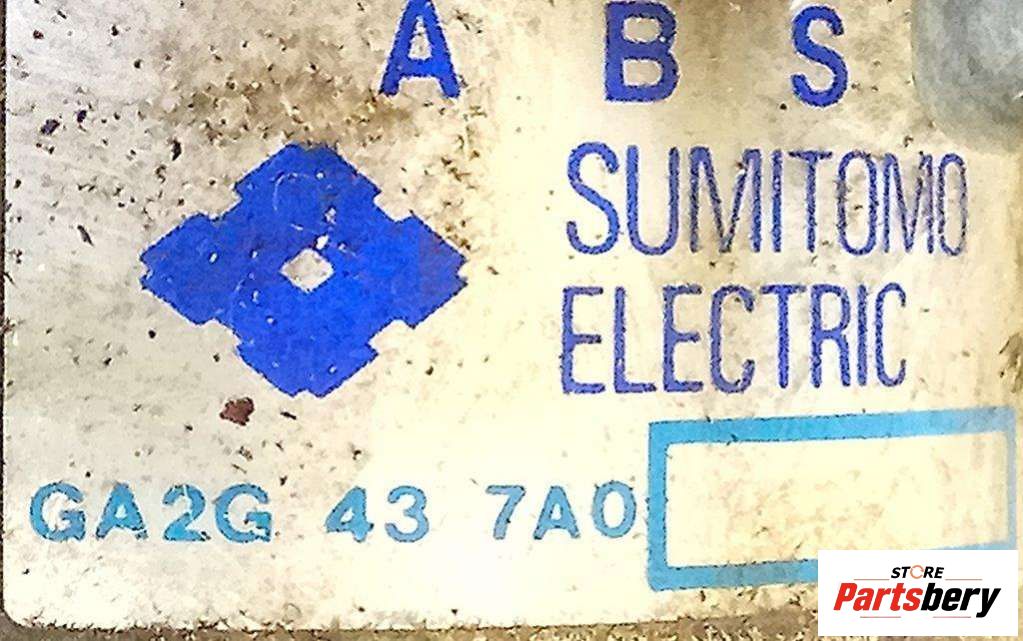 A B S
SUMITOMO
ELECTRIC
GA2G 43 7A0
STORE
Partsbery